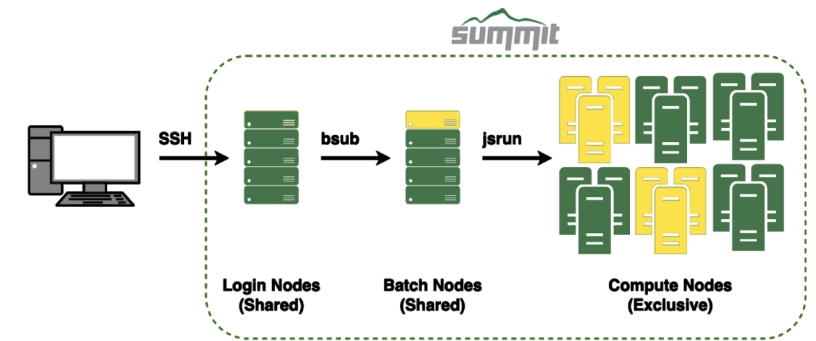 summit
SSH
bsub
jsrun
Login Nodes
(Shared)
Batch Nodes
(Shared)
Compute Nodes
(Exclusive)